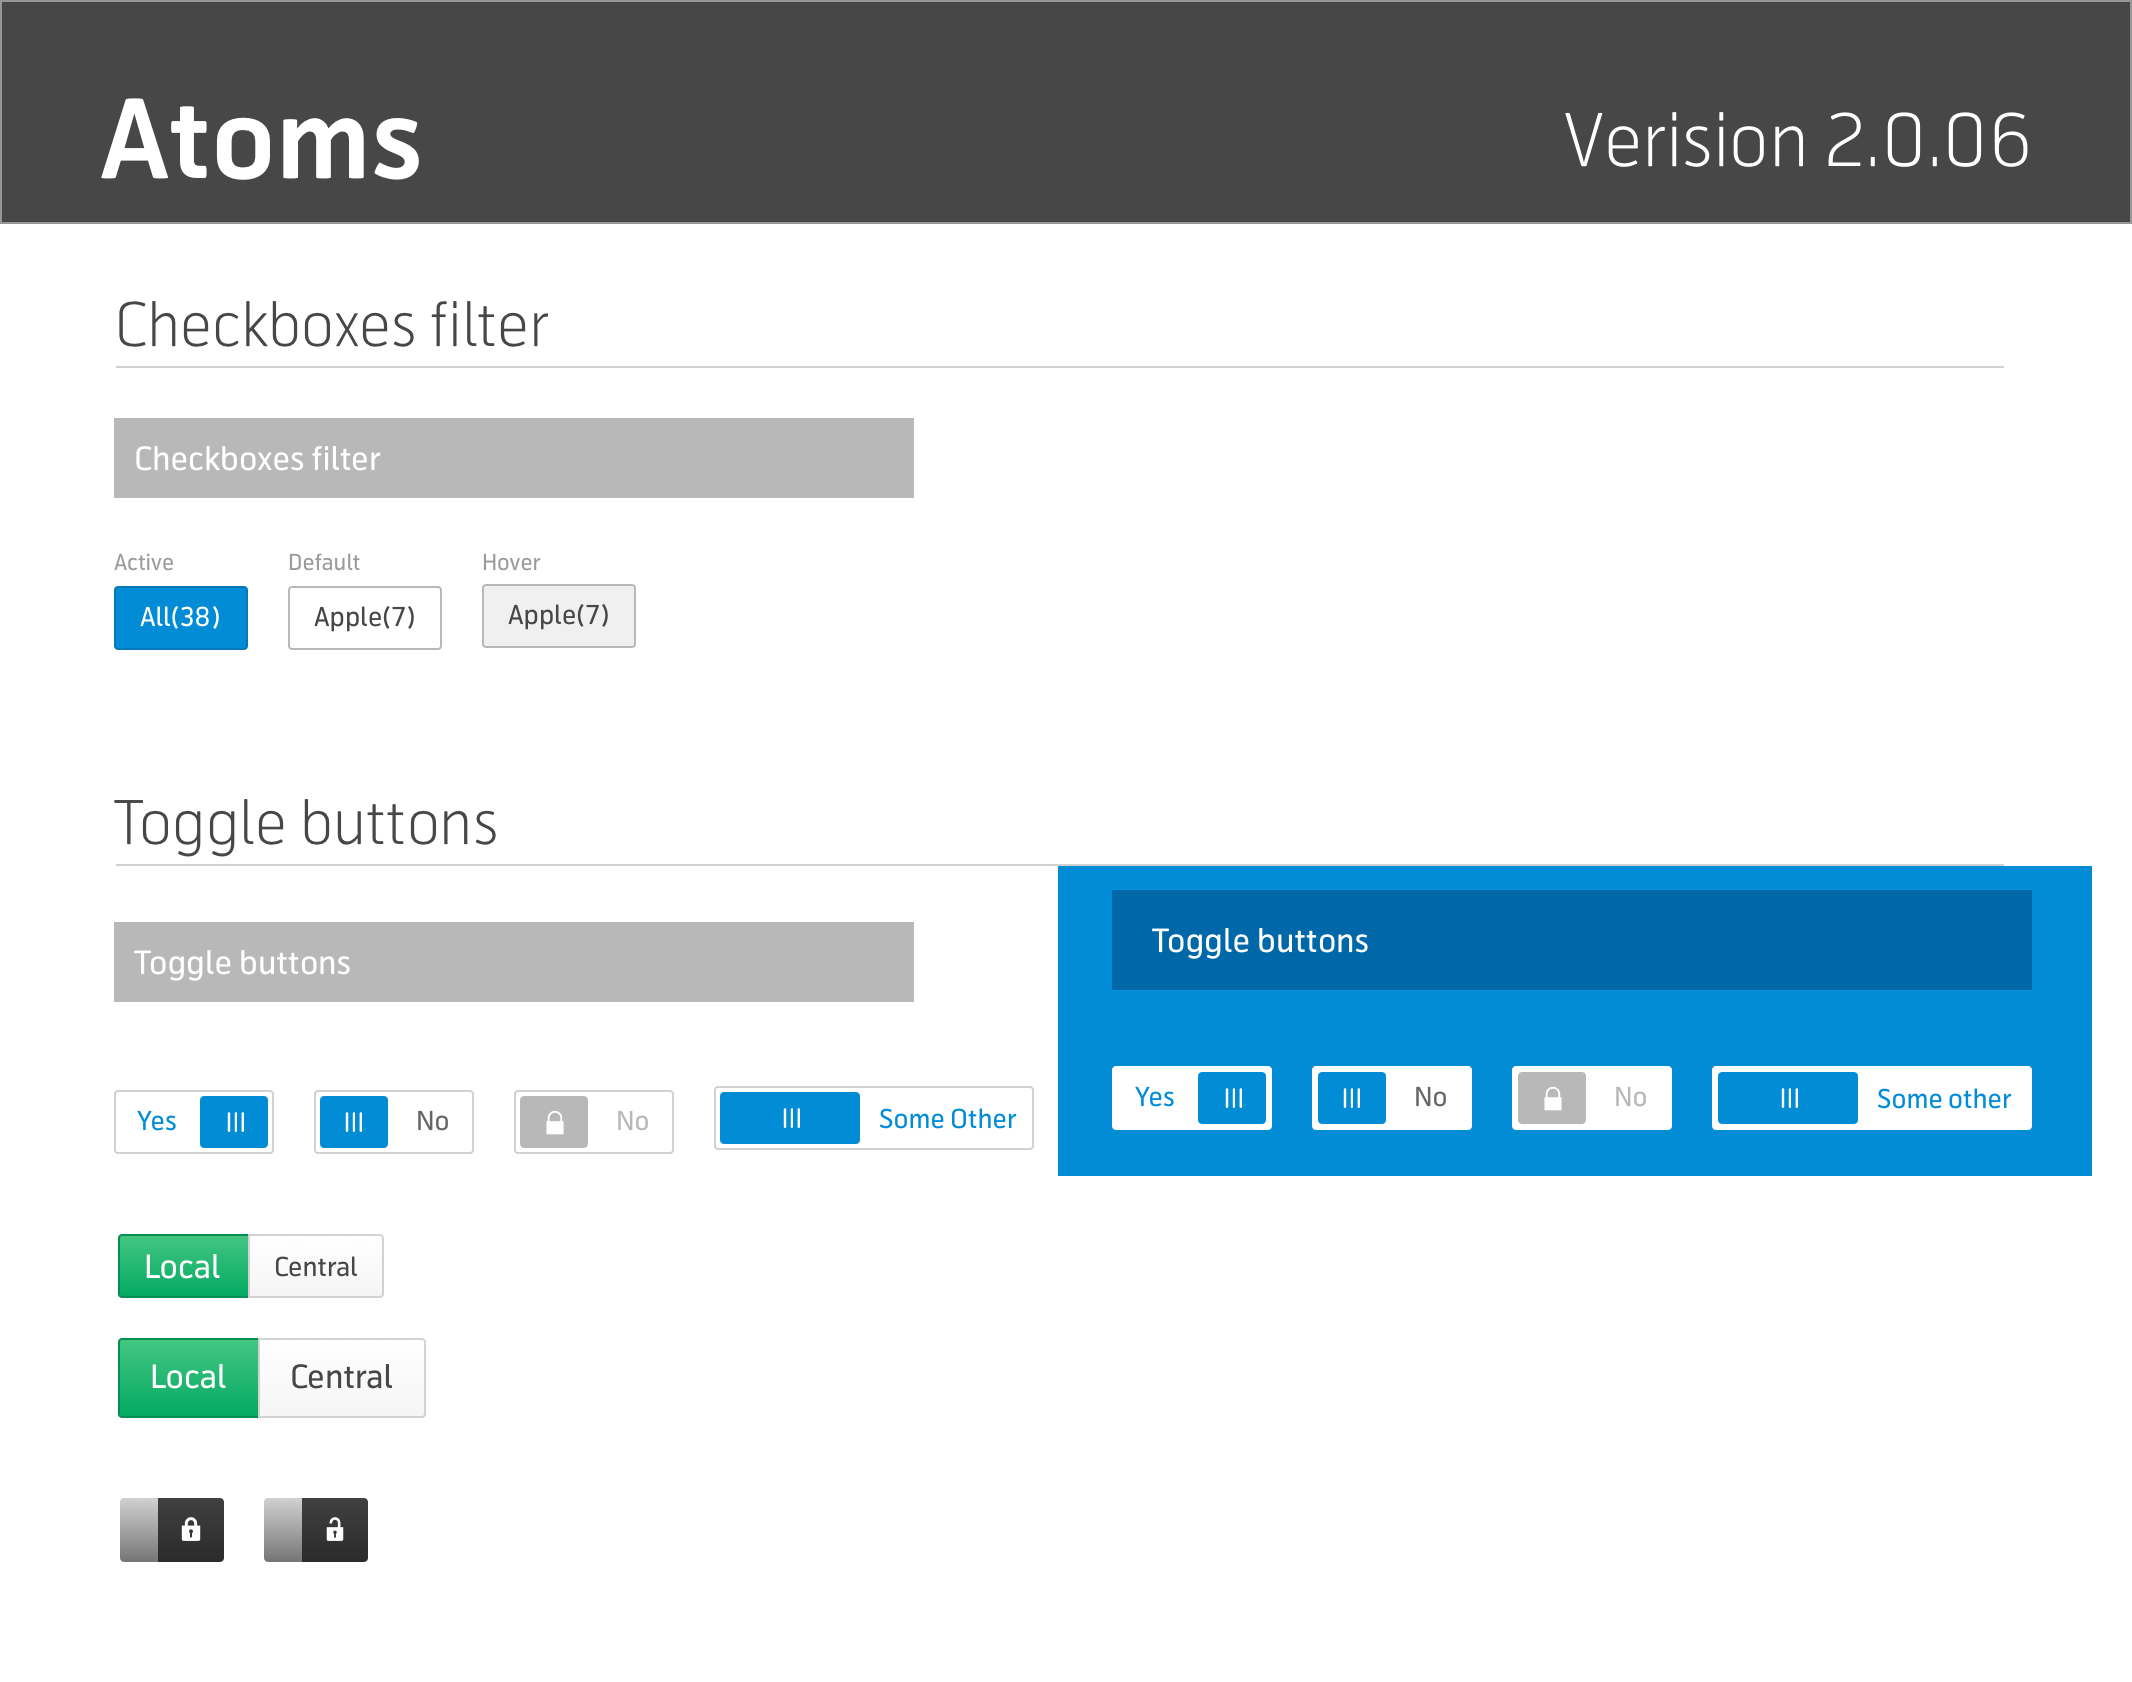 Atoms
Verision 2.0.06
Checkboxes filter
Checkboxes filter
Active
Default
Hover
All(38)
Apple(7)
Apple(7)
Toggle buttons
Toggle buttons
Toggle buttons
Yes
No
No
Some Other
Yes
No
No
Some other
Local
Central
Local
Central